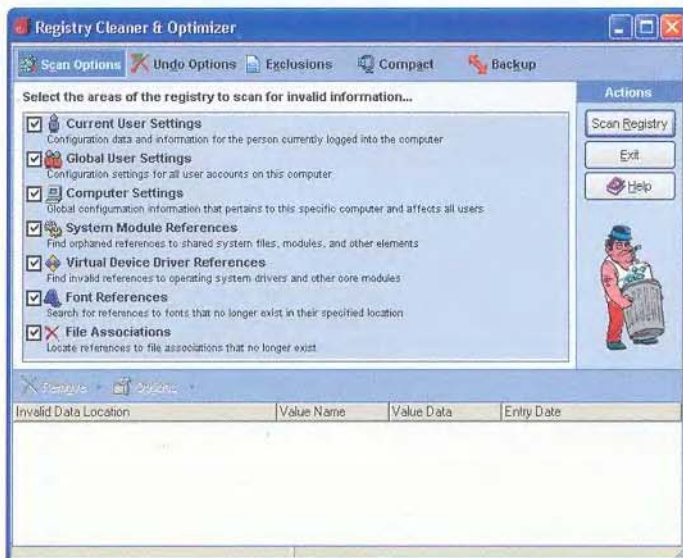 Registry Cleaner & Optimizer
Scan Options Undo Options Exclusions Compact Backup
Select the areas of the registry to scan for invalid information...
Current User Settings
Configuration data and information for the person currently logged into the computer
Global User Settings
Configuration settings for all user accounts on this computer
Computer Settings
Global configuration information that pertains to this specific computer and affects all users
System Module References
Find orphaned references to shared system files, modules, and other elements
Virtual Device Driver References
Find invalid references to operating system drivers and other core modules
Font References
Search for references to fonts that no longer exist in their specified location
File Associations
Locate references to file associations that no longer exist
Actions
Scan Registry
Exit
Help
Remove Options
Invalid Data Location Value Name Value Data Entry Date